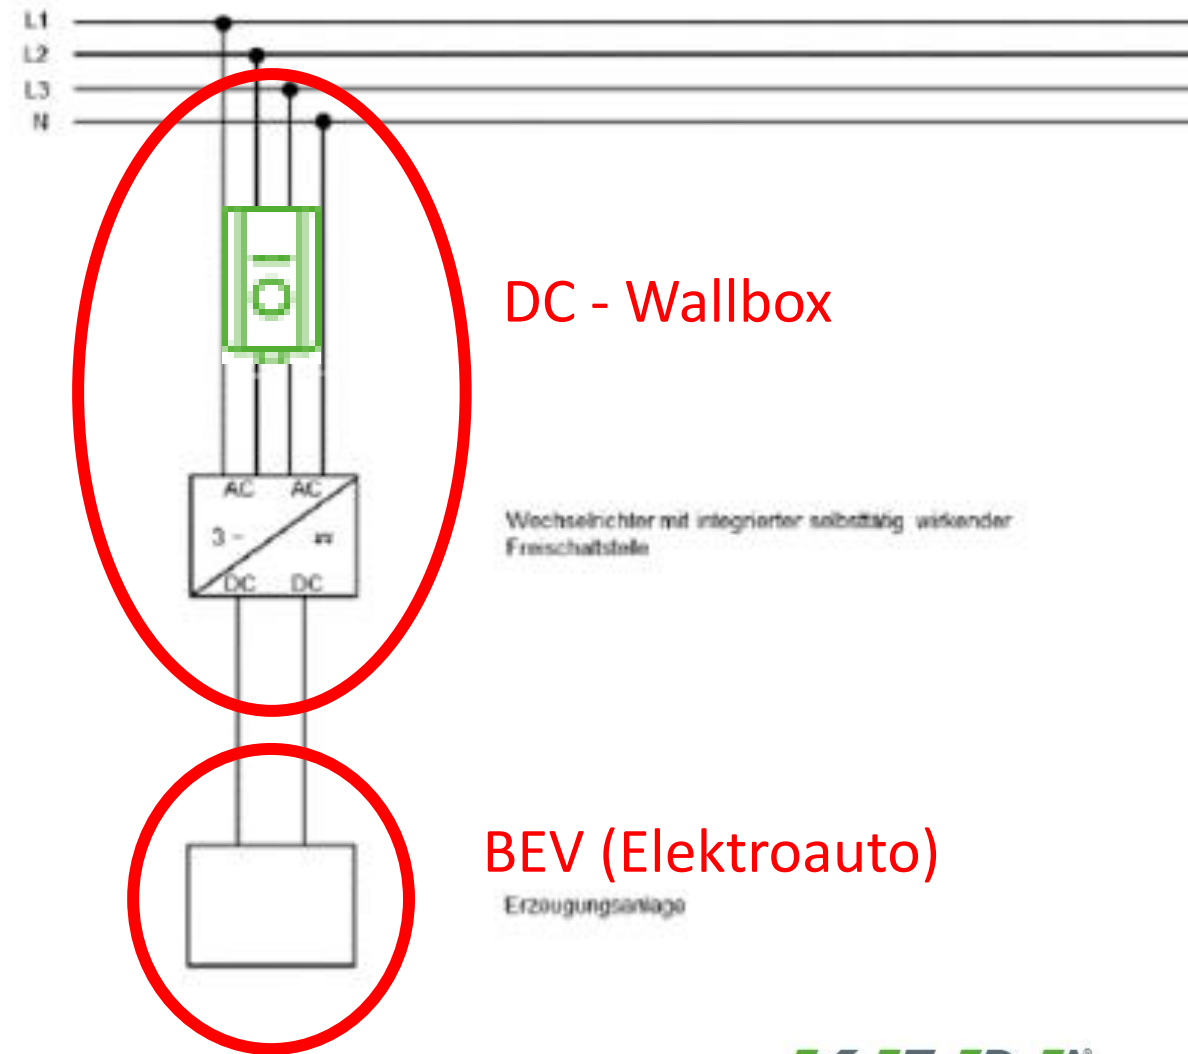 L1
L2
L3
N
DC - Wallbox
AC AC
3 ~
Wechselrichter mit integrierter selbsttätig wirkender
Freischaltstelle
DC DC
BEV (Elektroauto)
Erzeugungsanlage